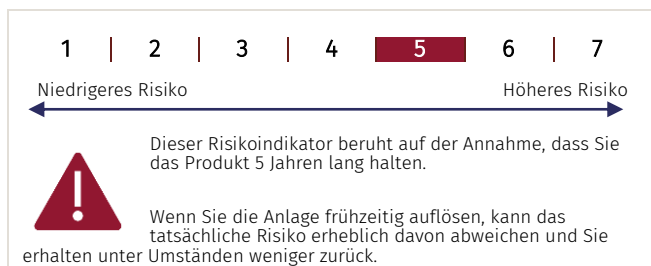 1 | 2 | 3 | 4 | 5 | 6 | 7
Niedrigeres Risiko Höheres Risiko
Dieser Risikoindikator beruht auf der Annahme, dass Sie
das Produkt 5 Jahren lang halten.
Wenn Sie die Anlage frühzeitig auflösen, kann das
tatsächliche Risiko erheblich davon abweichen und Sie
erhalten unter Umständen weniger zurück.